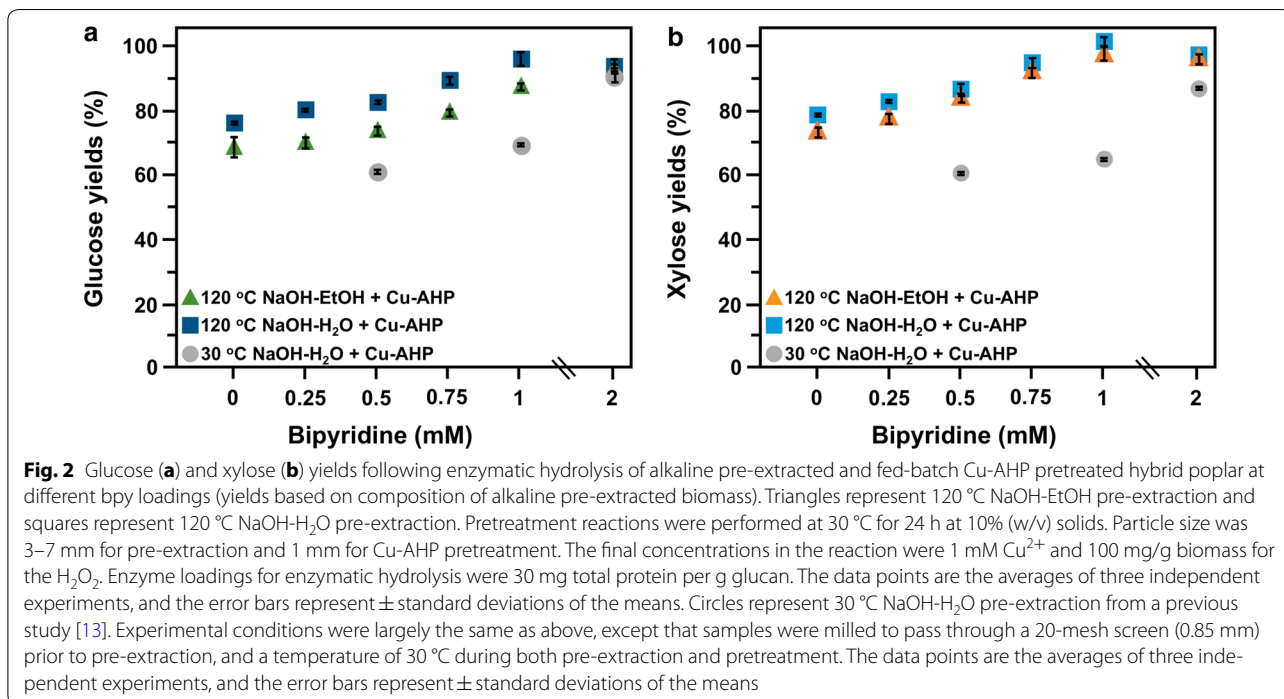 a
100
80
60
40
20
0
Glucose yields (%)
120 °C NaOH-EtOH + Cu-AHP
120 °C NaOH-H₂O + Cu-AHP
30 °C NaOH-H₂O + Cu-AHP
0 0.25 0.5 0.75 1 2
Bipyridine (mM)
b
100
80
60
40
20
0
Xylose yields (%)
120 °C NaOH-EtOH + Cu-AHP
120 °C NaOH-H₂O + Cu-AHP
30 °C NaOH-H₂O + Cu-AHP
0 0.25 0.5 0.75 1 2
Bipyridine (mM)
Fig. 2 Glucose (a) and xylose (b) yields following enzymatic hydrolysis of alkaline pre-extracted and fed-batch Cu-AHP pretreated hybrid poplar at
different bpy loadings (yields based on composition of alkaline pre-extracted biomass). Triangles represent 120 °C NaOH-EtOH pre-extraction and
squares represent 120 °C NaOH-H₂O pre-extraction. Pretreatment reactions were performed at 30 °C for 24 h at 10% (w/v) solids. Particle size was
3–7 mm for pre-extraction and 1 mm for Cu-AHP pretreatment. The final concentrations in the reaction were 1 mM Cu²⁺ and 100 mg/g biomass for
the H₂O₂. Enzyme loadings for enzymatic hydrolysis were 30 mg total protein per g glucan. The data points are the averages of three independent
experiments, and the error bars represent ± standard deviations of the means. Circles represent 30 °C NaOH-H₂O pre-extraction from a previous
study [13]. Experimental conditions were largely the same as above, except that samples were milled to pass through a 20-mesh screen (0.85 mm)
prior to pre-extraction, and a temperature of 30 °C during both pre-extraction and pretreatment. The data points are the averages of three inde-
pendent experiments, and the error bars represent ± standard deviations of the means